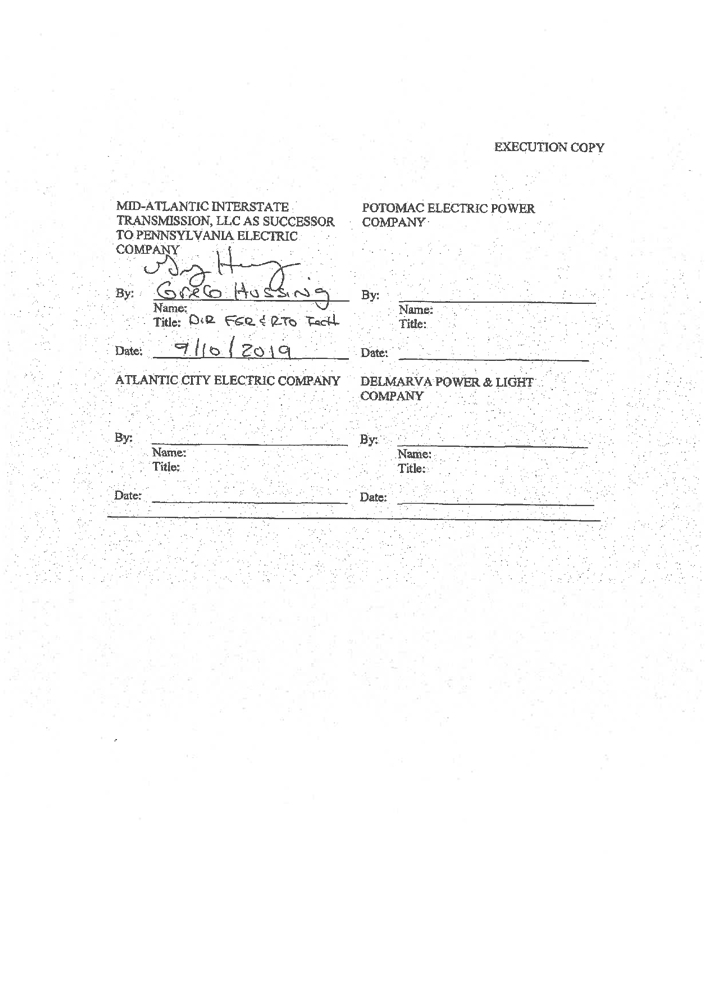 EXECUTION COPY
MID-ATLANTIC INTERSTATE
TRANSMISSION, LLC AS SUCCESSOR
TO PENNSYLVANIA ELECTRIC
COMPANY
By: Greg Hussing
Name:
Title: DIR FER & RTO Tech
Date: 9/10/2019
POTOMAC ELECTRIC POWER
COMPANY
By:
Name:
Title:
Date:
ATLANTIC CITY ELECTRIC COMPANY
By:
Name:
Title:
Date:
DELMARVA POWER & LIGHT
COMPANY
By:
Name:
Title:
Date: